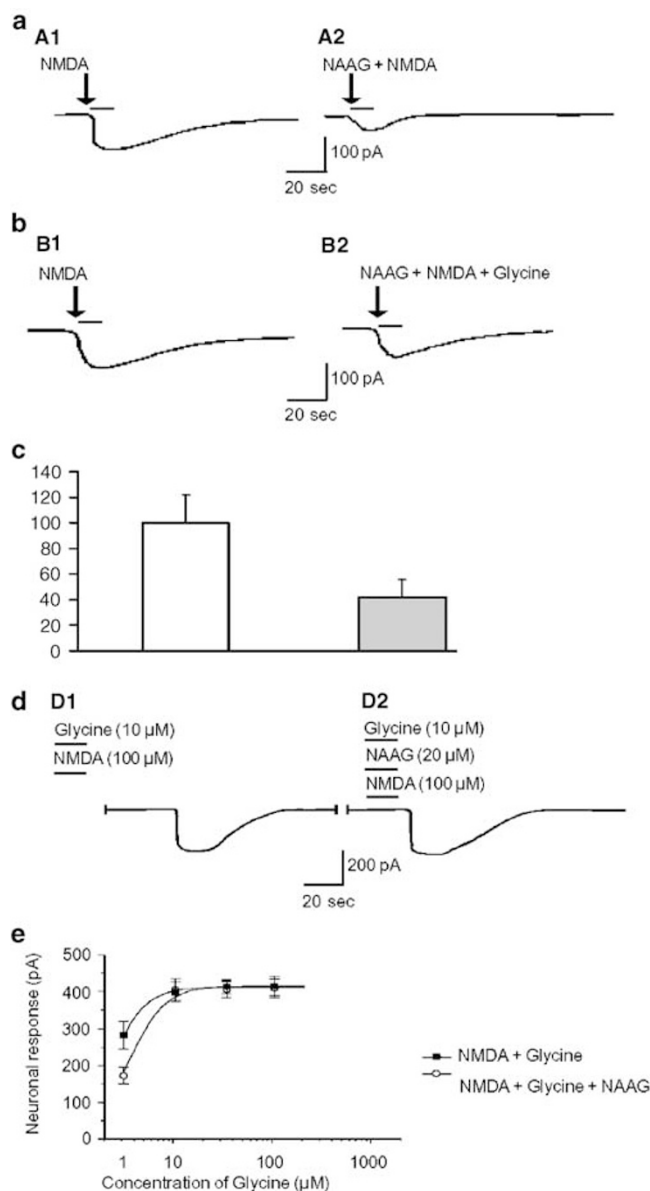 a
A1
A2
NMDA
NAAG + NMDA
100 pA
20 sec
b
B1
B2
NMDA
NAAG + NMDA + Glycine
100 pA
20 sec
c
140
120
100
80
60
40
20
0
d
D1
D2
Glycine (10 µM)
NMDA (100 µM)
Glycine (10 µM)
NAAG (20 µM)
NMDA (100 µM)
200 pA
20 sec
e
Neuronal response (pA)
500
400
300
200
100
0
1 10 100 1000
Concentration of Glycine (µM)
NMDA + Glycine
NMDA + Glycine + NAAG